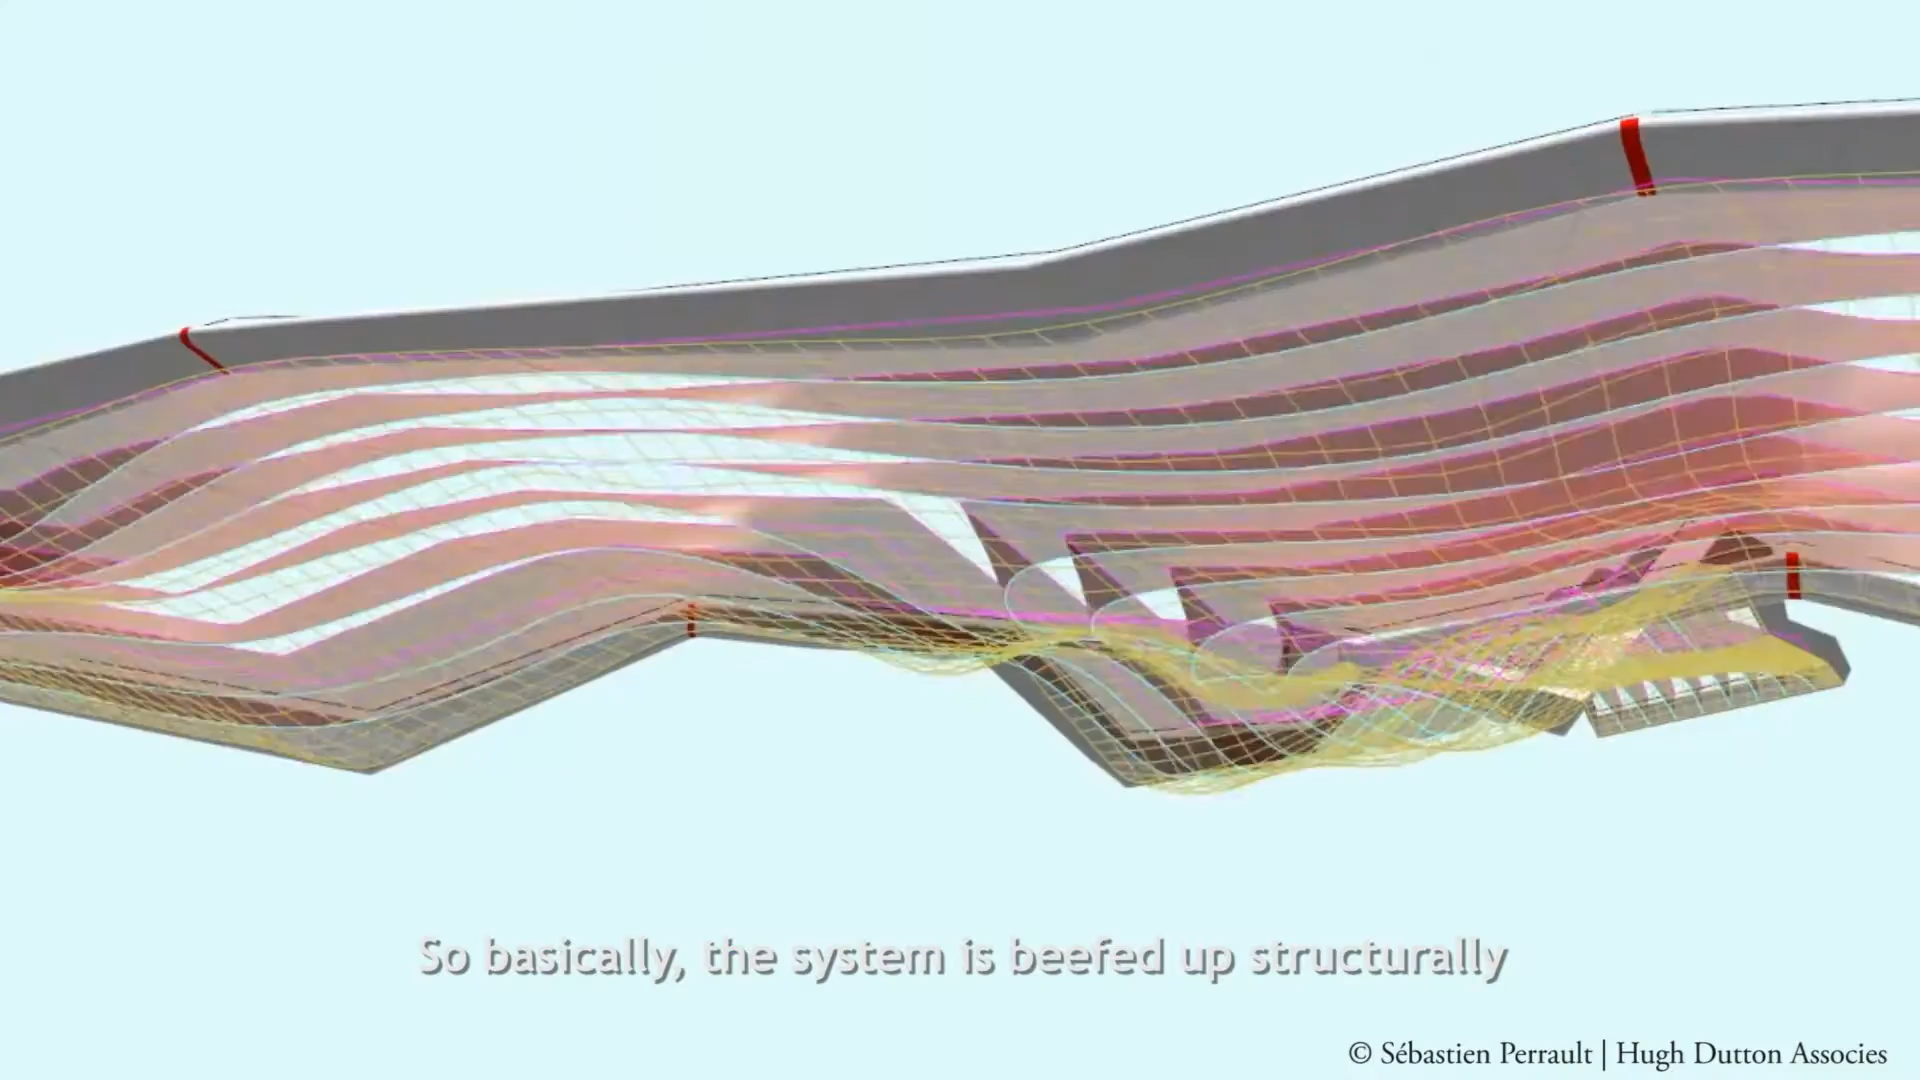 So basically, the system is beefed up structurally
© Sébastien Perrault | Hugh Dutton Associes